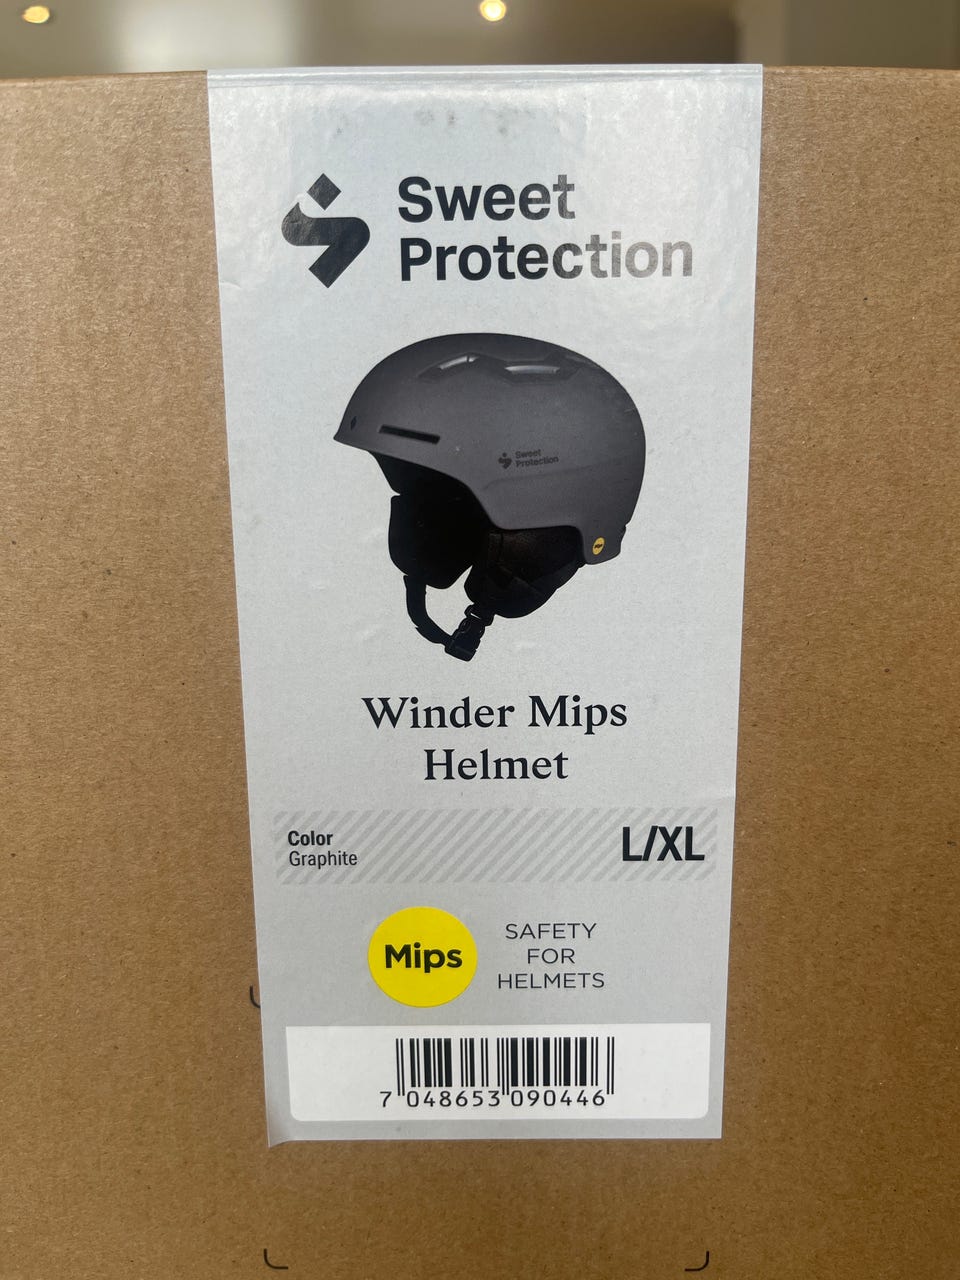 Sweet
Protection
Sweet
Protection
Winder Mips
Helmet
Color
Graphite
L/XL
Mips
SAFETY
FOR
HELMETS
7 048653 090446